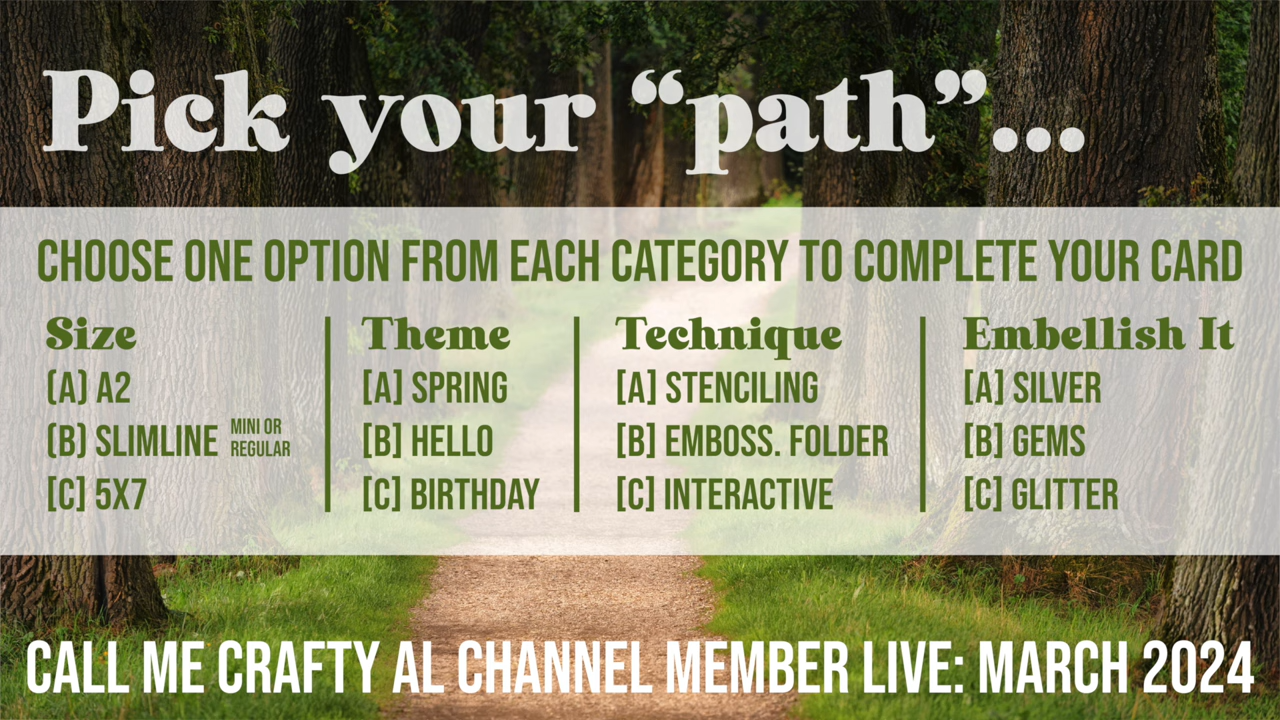 Pick your “path”...
CHOOSE ONE OPTION FROM EACH CATEGORY TO COMPLETE YOUR CARD
Size
(A) A2
(B) SLIMLINE MINI OR REGULAR
[C] 5X7
Theme
[A] SPRING
[B] HELLO
[C] BIRTHDAY
Technique
[A] STENCILING
[B] EMBOSS. FOLDER
[C] INTERACTIVE
Embellish It
[A] SILVER
[B] GEMS
[C] GLITTER
CALL ME CRAFTY AL CHANNEL MEMBER LIVE: MARCH 2024